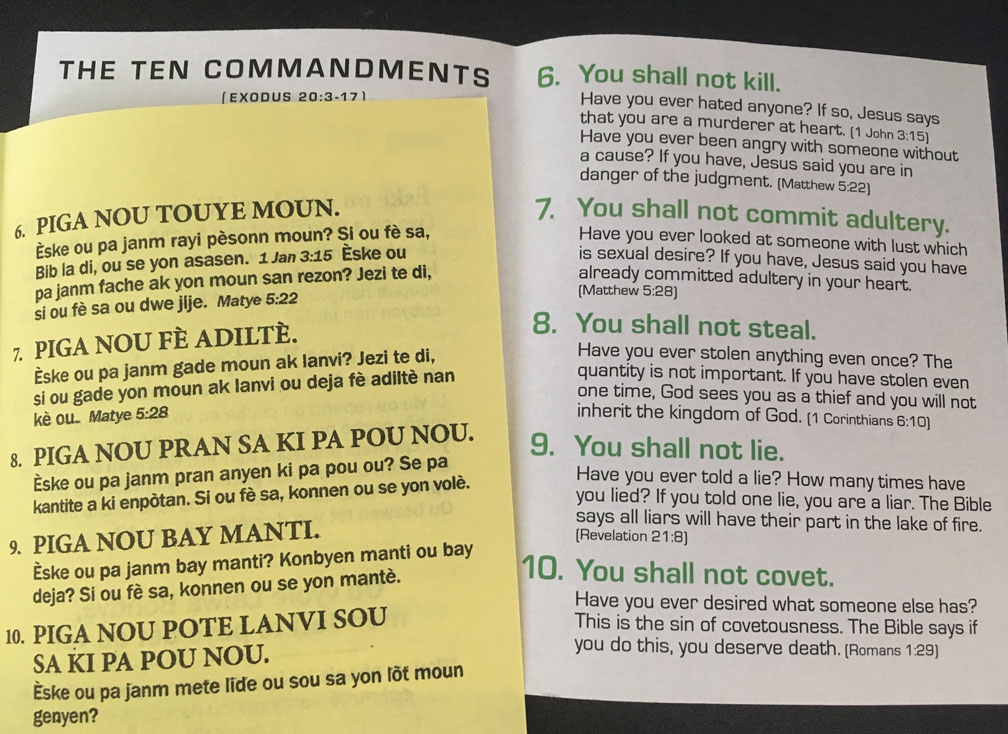 THE TEN COMMANDMENTS
[EXODUS 20:3-17]
6. PIGA NOU TOUYE MOUN.
Èske ou pa janm rayi pèsonn moun? Si ou fè sa,
Bib la di, ou se yon asasen. 1 Jan 3:15 Èske ou
pa janm fache ak yon moun san rezon? Jezi te di,
si ou fè sa ou dwe jije. Matye 5:22
7. PIGA NOU FÈ ADILTÈ.
Èske ou pa janm gade moun ak lanvi? Jezi te di,
si ou gade yon moun ak lanvi ou deja fè adiltè nan
kè ou.. Matye 5:28
8. PIGA NOU PRAN SA KI PA POU NOU.
Èske ou pa janm pran anyen ki pa pou ou? Se pa
kantite a ki enpòtan. Si ou fè sa, konnen ou se yon volè.
9. PIGA NOU BAY MANTI.
Èske ou pa janm bay manti? Konbyen manti ou bay
deja? Si ou fè sa, konnen ou se yon mantè.
10. PIGA NOU POTE LANVI SOU
SA KI PA POU NOU.
Èske ou pa janm mete lide ou sou sa yon lòt moun
genyen?
6. You shall not kill.
Have you ever hated anyone? If so, Jesus says
that you are a murderer at heart. (1 John 3:15)
Have you ever been angry with someone without
a cause? If you have, Jesus said you are in
danger of the judgment. (Matthew 5:22)
7. You shall not commit adultery.
Have you ever looked at someone with lust which
is sexual desire? If you have, Jesus said you have
already committed adultery in your heart.
(Matthew 5:28)
8. You shall not steal.
Have you ever stolen anything even once? The
quantity is not important. If you have stolen even
one time, God sees you as a thief and you will not
inherit the kingdom of God. (1 Corinthians 6:10)
9. You shall not lie.
Have you ever told a lie? How many times have
you lied? If you told one lie, you are a liar. The Bible
says all liars will have their part in the lake of fire.
(Revelation 21:8)
10. You shall not covet.
Have you ever desired what someone else has?
This is the sin of covetousness. The Bible says if
you do this, you deserve death. (Romans 1:29)